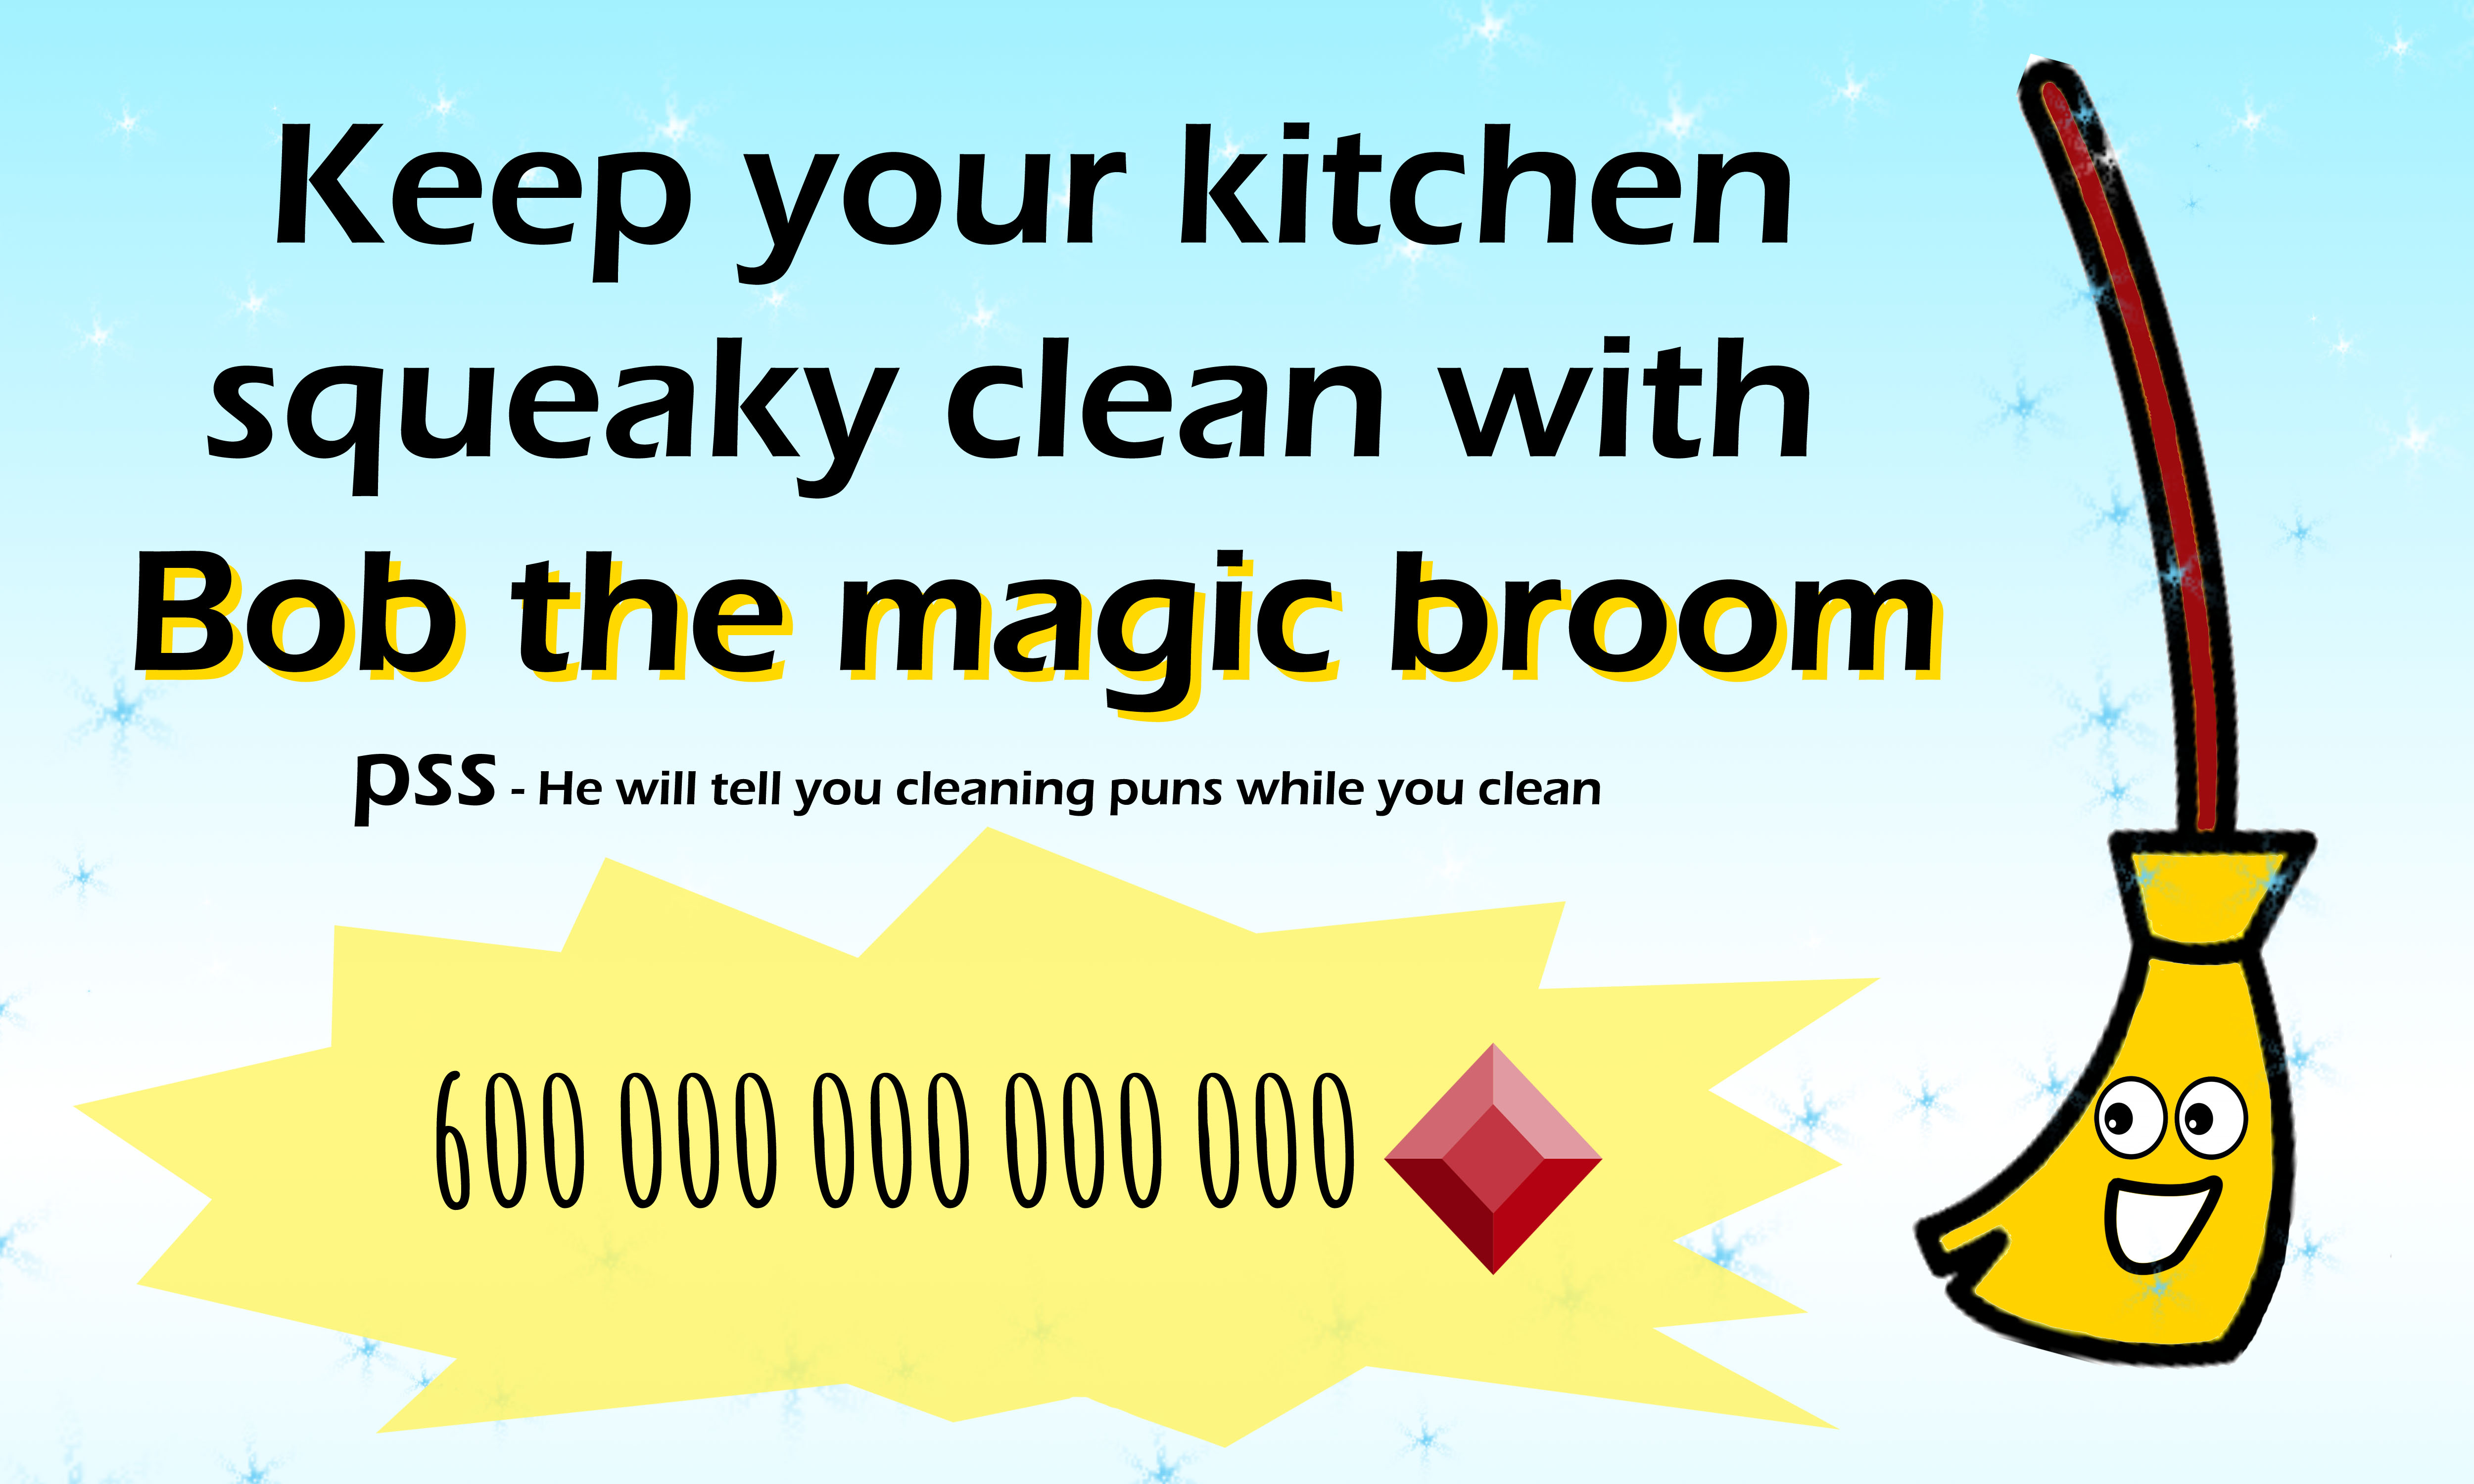 Keep your kitchen
squeaky clean with
Bob the magic broom
pss - He will tell you cleaning puns while you clean
600 000 000 000 000